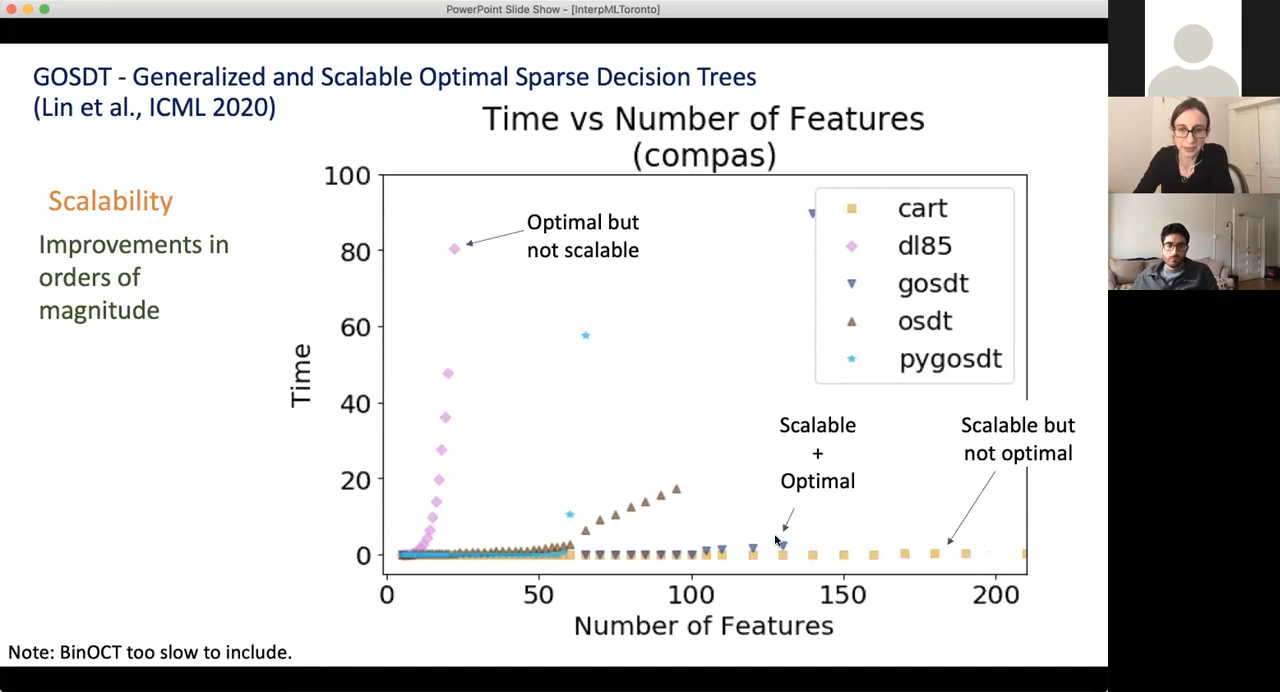 PowerPoint Slide Show - [InterpMLToronto]
GOSDT - Generalized and Scalable Optimal Sparse Decision Trees
(Lin et al., ICML 2020)
Time vs Number of Features
(compas)
Scalability
Improvements in
orders of
magnitude
100
80
60
40
20
0
Time
Optimal but
not scalable
cart
dl85
gosdt
osdt
pygosdt
Scalable
+
Optimal
Scalable but
not optimal
0
50
100
150
200
Number of Features
Note: BinOCT too slow to include.